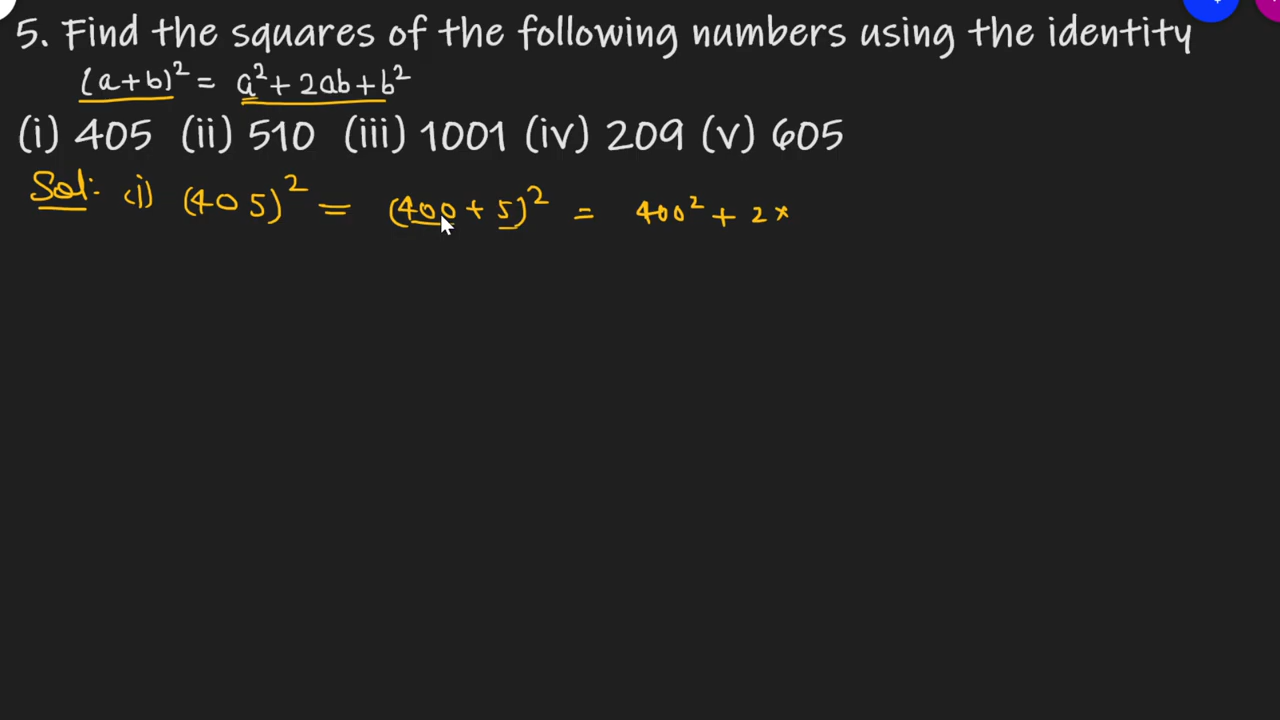 5. Find the squares of the following numbers using the identity
(a+b)² = a² + 2ab + b²
(i) 405 (ii) 510 (iii) 1001 (iv) 209 (v) 605
Sol: (i) (405)² = (400 + 5)² = 400² + 2×